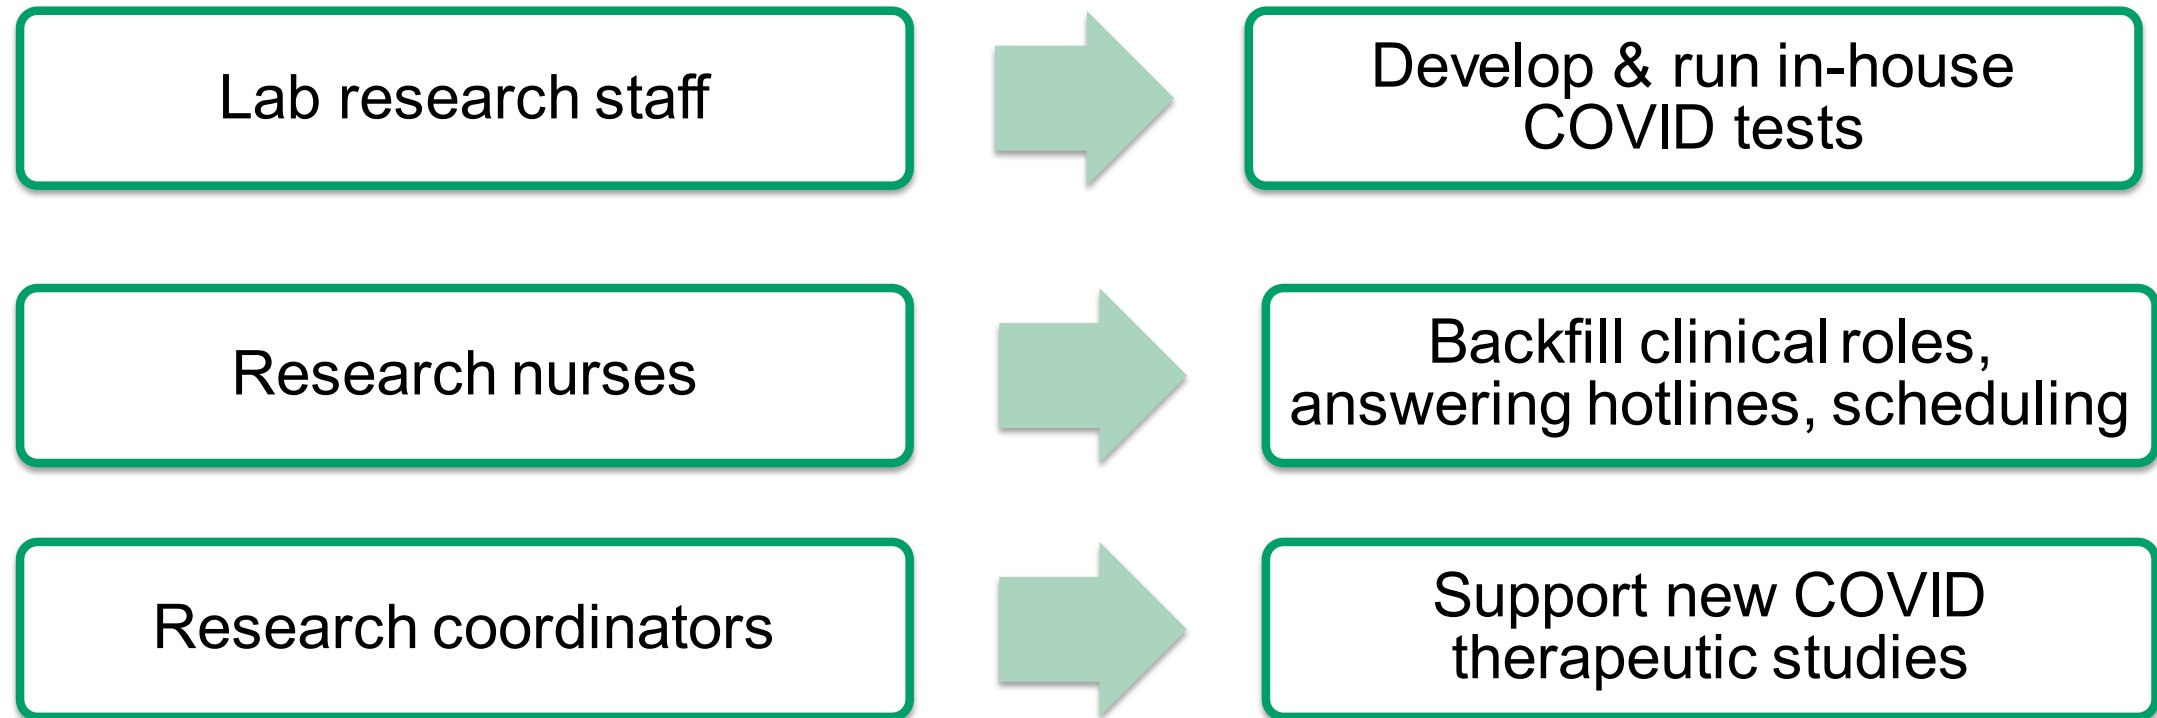 Lab research staff
Develop & run in-house
COVID tests
Research nurses
Backfill clinical roles,
answering hotlines, scheduling
Research coordinators
Support new COVID
therapeutic studies